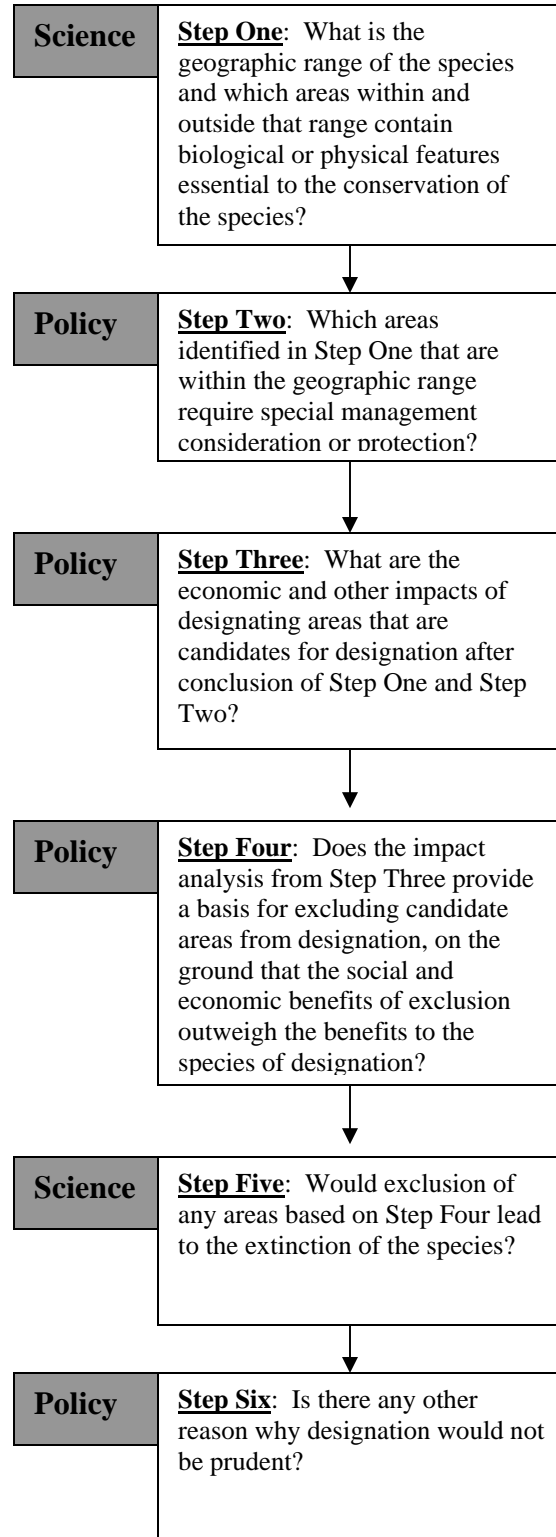 Science
Step One: What is the
geographic range of the species
and which areas within and
outside that range contain
biological or physical features
essential to the conservation of
the species?
Policy
Step Two: Which areas
identified in Step One that are
within the geographic range
require special management
consideration or protection?
Policy
Step Three: What are the
economic and other impacts of
designating areas that are
candidates for designation after
conclusion of Step One and Step
Two?
Policy
Step Four: Does the impact
analysis from Step Three provide
a basis for excluding candidate
areas from designation, on the
ground that the social and
economic benefits of exclusion
outweigh the benefits to the
species of designation?
Science
Step Five: Would exclusion of
any areas based on Step Four lead
to the extinction of the species?
Policy
Step Six: Is there any other
reason why designation would not
be prudent?